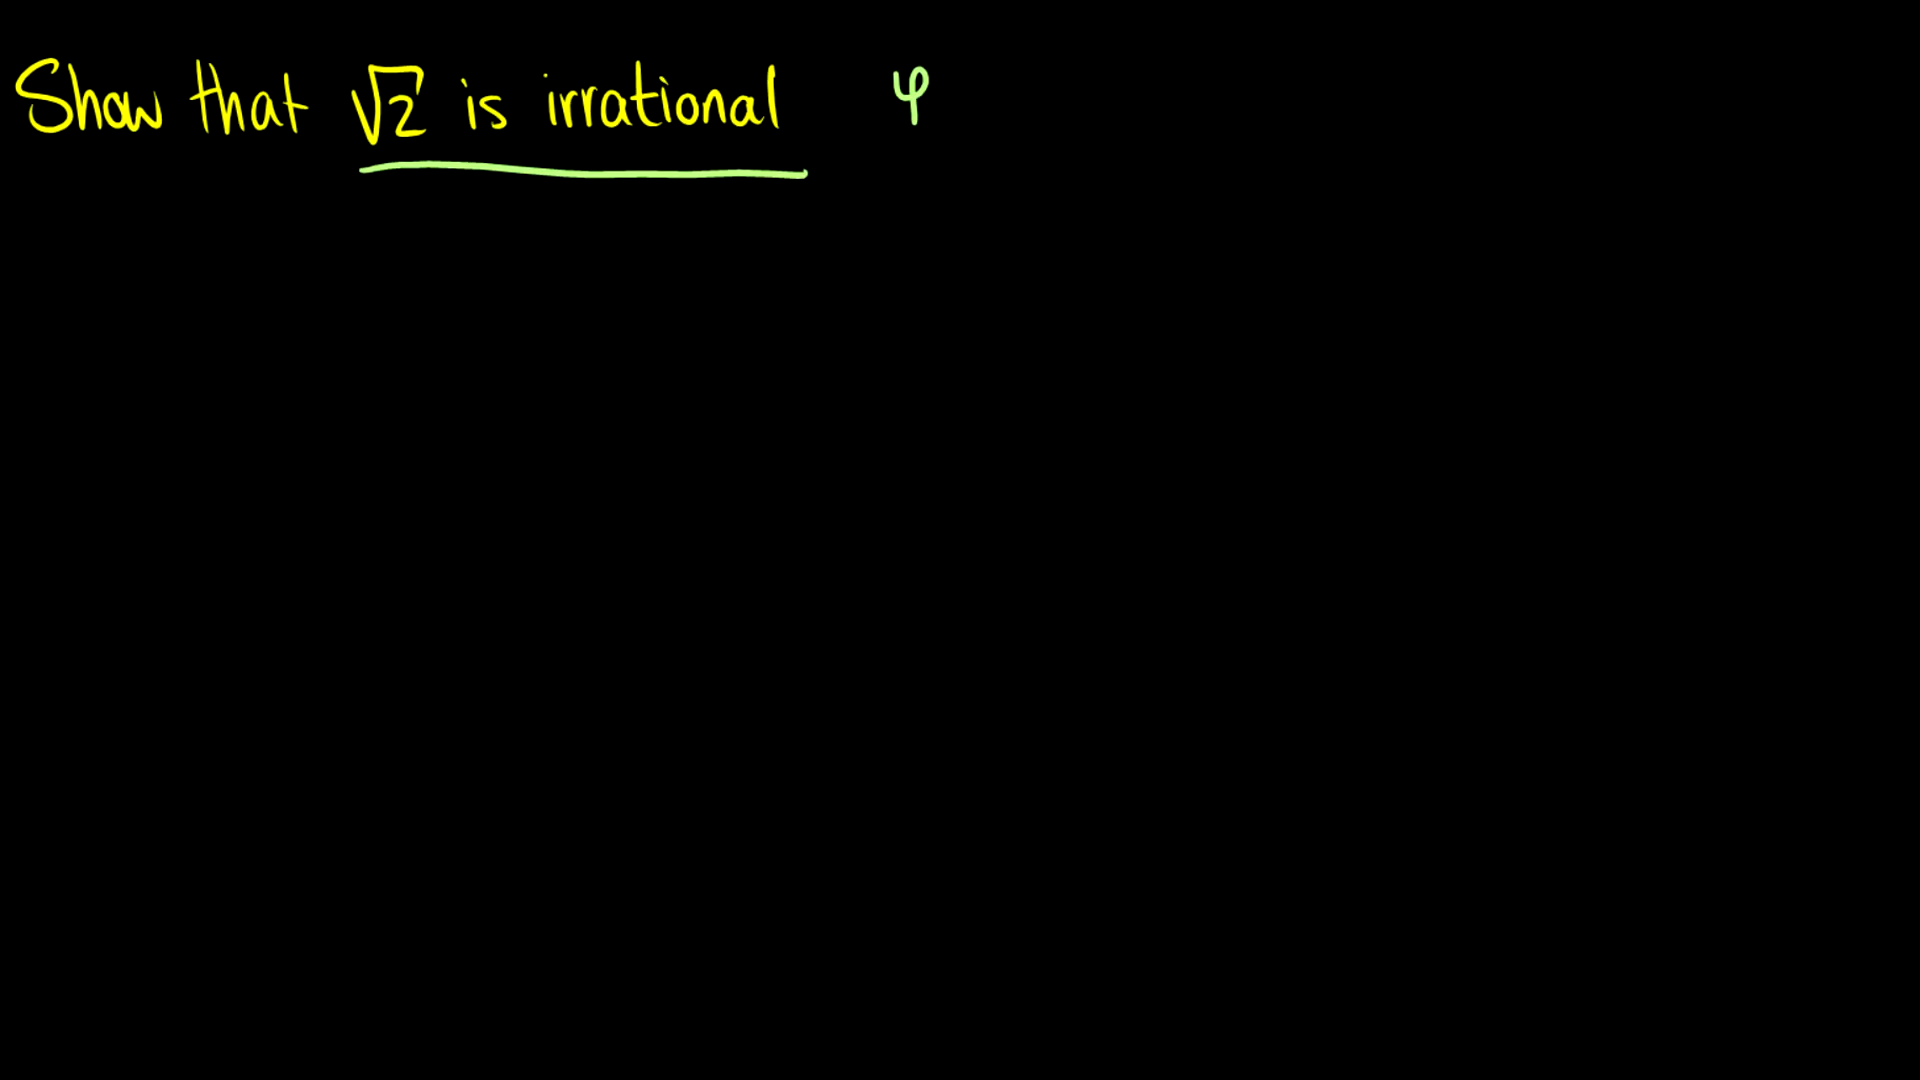 Show that √2 is irrational φ